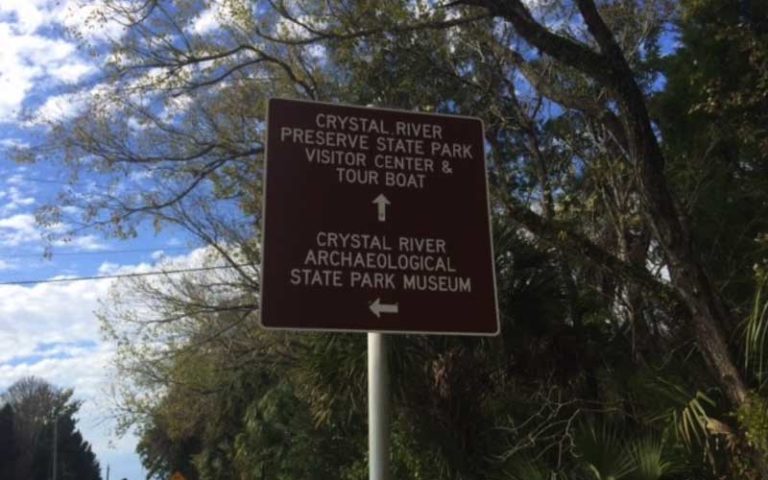 CRYSTAL RIVER
PRESERVE STATE PARK
VISITOR CENTER &
TOUR BOAT
CRYSTAL RIVER
ARCHAEOLOGICAL
STATE PARK MUSEUM